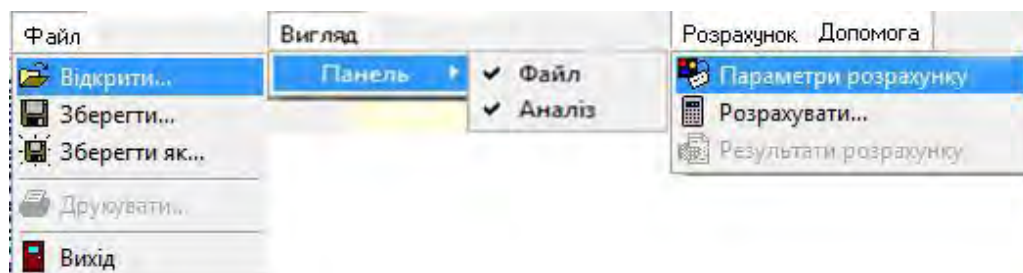 Файл
Відкрити...
Зберегти...
Зберегти як...
Друкувати...
Вихід
Вигляд
Панель
Файл
Аналіз
Розрахунок Допомога
Параметри розрахунку
Розрахувати...
Результати розрахунку